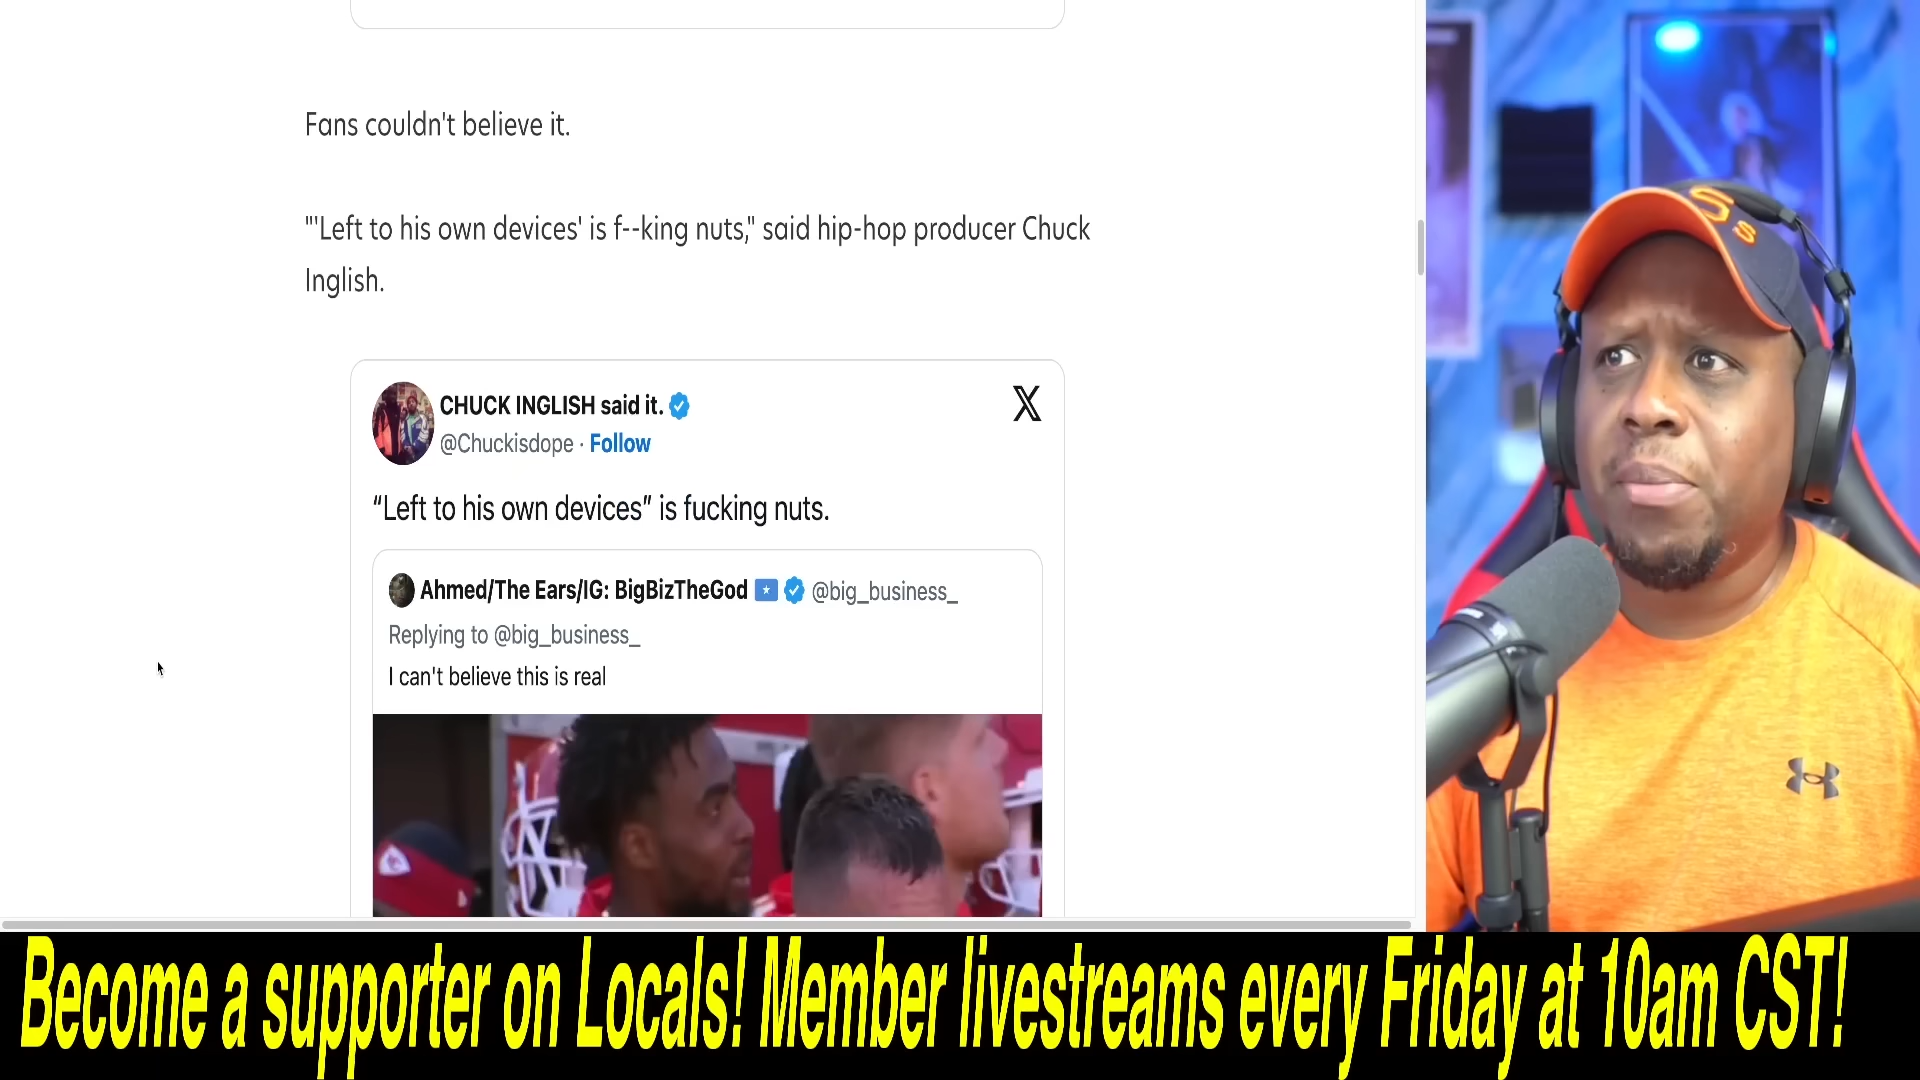 Fans couldn't believe it.
"'Left to his own devices' is f--king nuts," said hip-hop producer Chuck
Inglish.
CHUCK INGLISH said it.
@Chuckisdope · Follow
“Left to his own devices” is fucking nuts.
Ahmed/The Ears/IG: BigBizTheGod @big_business_
Replying to @big_business_
I can't believe this is real
Become a supporter on Locals! Member livestreams every Friday at 10am CST!